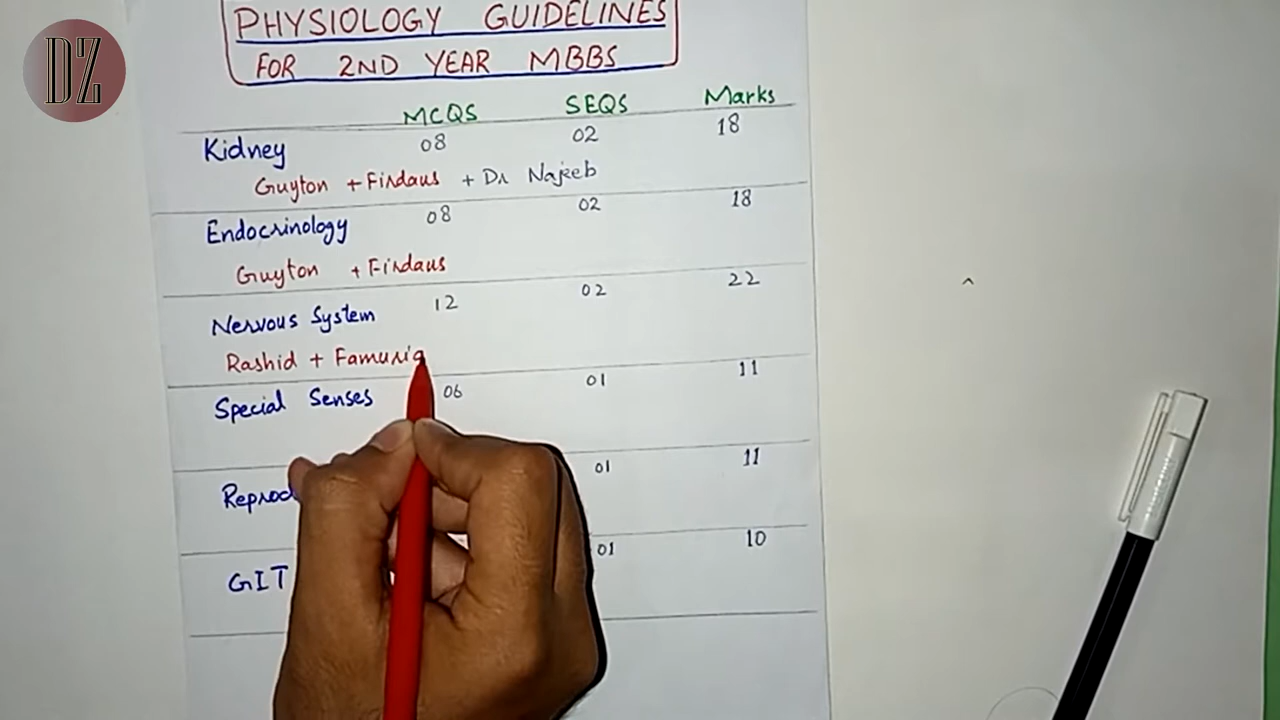 DZ
PHYSIOLOGY GUIDELINES
FOR 2ND YEAR MBBS
MCQS SEQS Marks
Kidney 08 02 18
Guyton + Firdaus + Dr Najeeb
Endocrinology 08 02 18
Guyton + Firdaus
Nervous System 12 02 22
Rashid + Famuria
Special Senses 06 01 11
Reprod 01 11
GIT 01 10